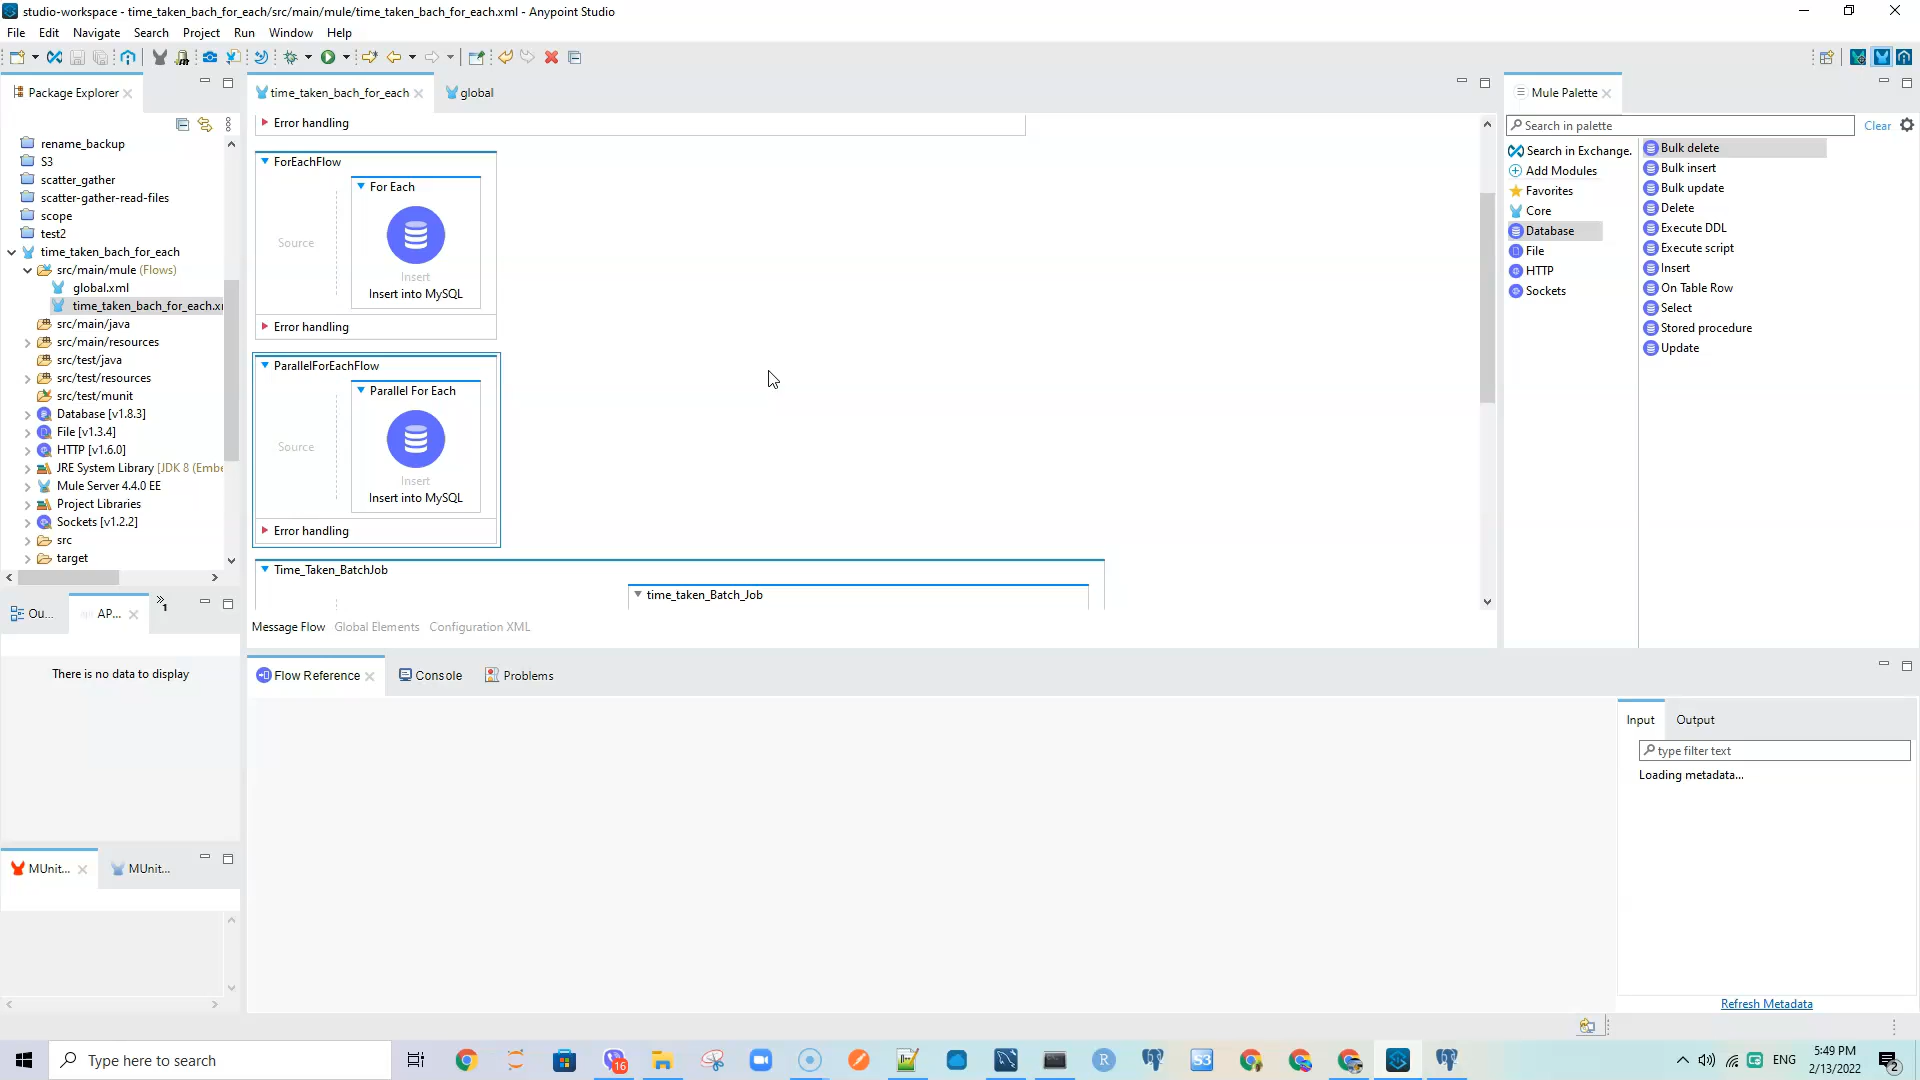 studio-workspace - time_taken_bach_for_each/src/main/mule/time_taken_bach_for_each.xml - Anypoint Studio
File Edit Navigate Search Project Run Window Help
Package Explorer
time_taken_bach_for_each
global
Mule Palette
Search in palette
Clear
rename_backup
S3
scatter_gather
scatter-gather-read-files
scope
test2
time_taken_bach_for_each
src/main/mule (Flows)
global.xml
time_taken_bach_for_each.x
src/main/java
src/main/resources
src/test/java
src/test/resources
src/test/munit
Database [v1.8.3]
File [v1.3.4]
HTTP [v1.6.0]
JRE System Library [JDK 8 (Embe
Mule Server 4.4.0 EE
Project Libraries
Sockets [v1.2.2]
src
target
Error handling
ForEachFlow
For Each
Source
Insert
Insert into MySQL
Error handling
ParallelForEachFlow
Parallel For Each
Source
Insert
Insert into MySQL
Error handling
Time_Taken_BatchJob
time_taken_Batch_Job
Message Flow Global Elements Configuration XML
Search in Exchange.
Add Modules
Favorites
Core
Database
File
HTTP
Sockets
Bulk delete
Bulk insert
Bulk update
Delete
Execute DDL
Execute script
Insert
On Table Row
Select
Stored procedure
Update
Ou...
AP...
1
There is no data to display
MUnit...
MUnit...
Flow Reference
Console
Problems
Input Output
type filter text
Loading metadata...
Refresh Metadata
Type here to search
16
R
S3
ENG
5:49 PM
2/13/2022
2